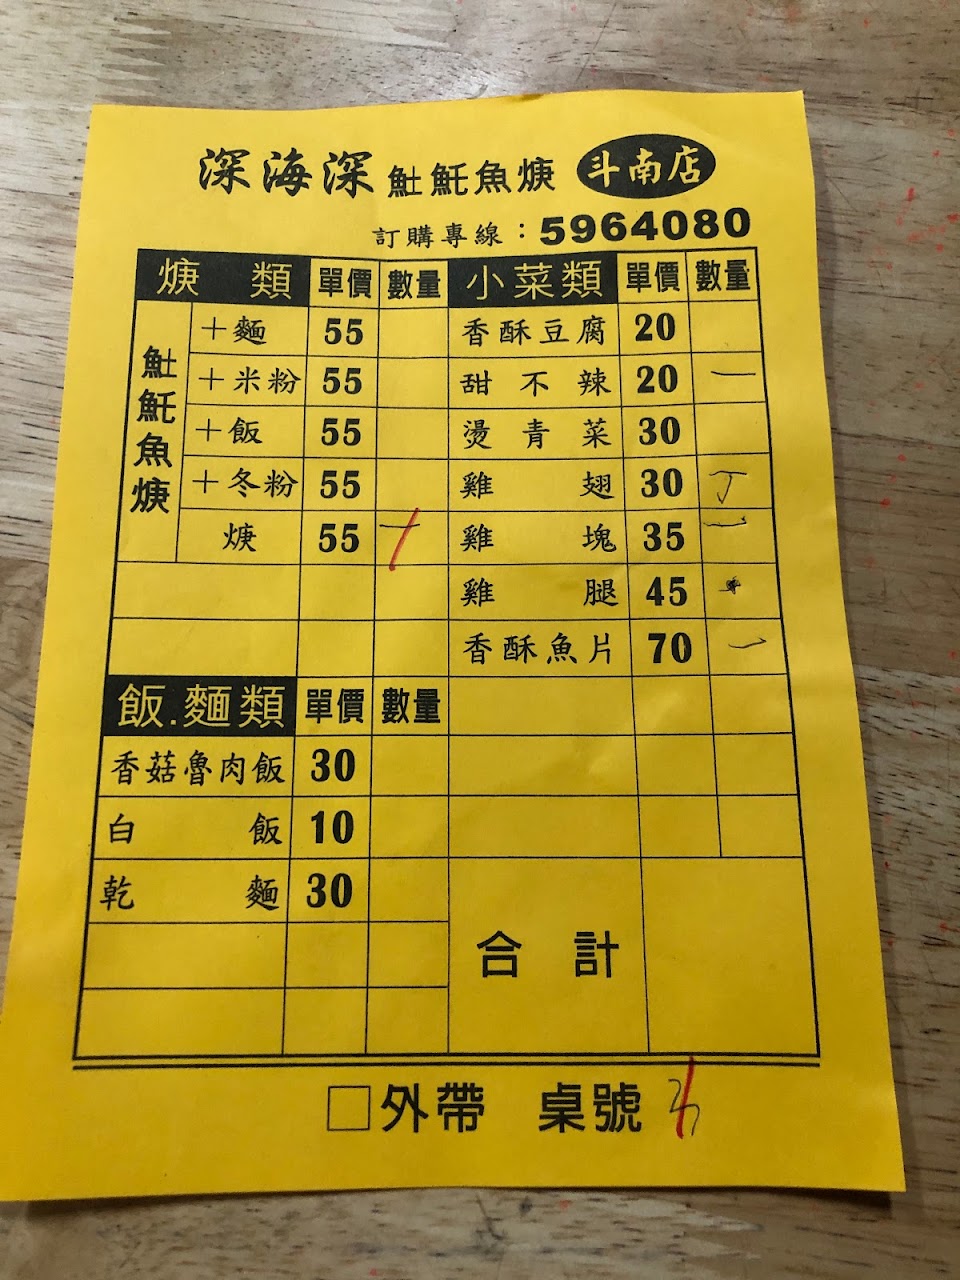 深海深 𩵚魠魚焿 斗南店
訂購專線：5964080
焿類 單價 數量 小菜類 單價 數量
𩵚魠魚焿
＋麵 55 香酥豆腐 20
＋米粉 55 甜不辣 20 一
＋飯 55 燙青菜 30
＋冬粉 55 雞翅 30 丁
焿 55 一 雞塊 35 一
雞腿 45
香酥魚片 70 一
飯.麵類 單價 數量
香菇魯肉飯 30
白飯 10
乾麵 30
合計
□外帶 桌號